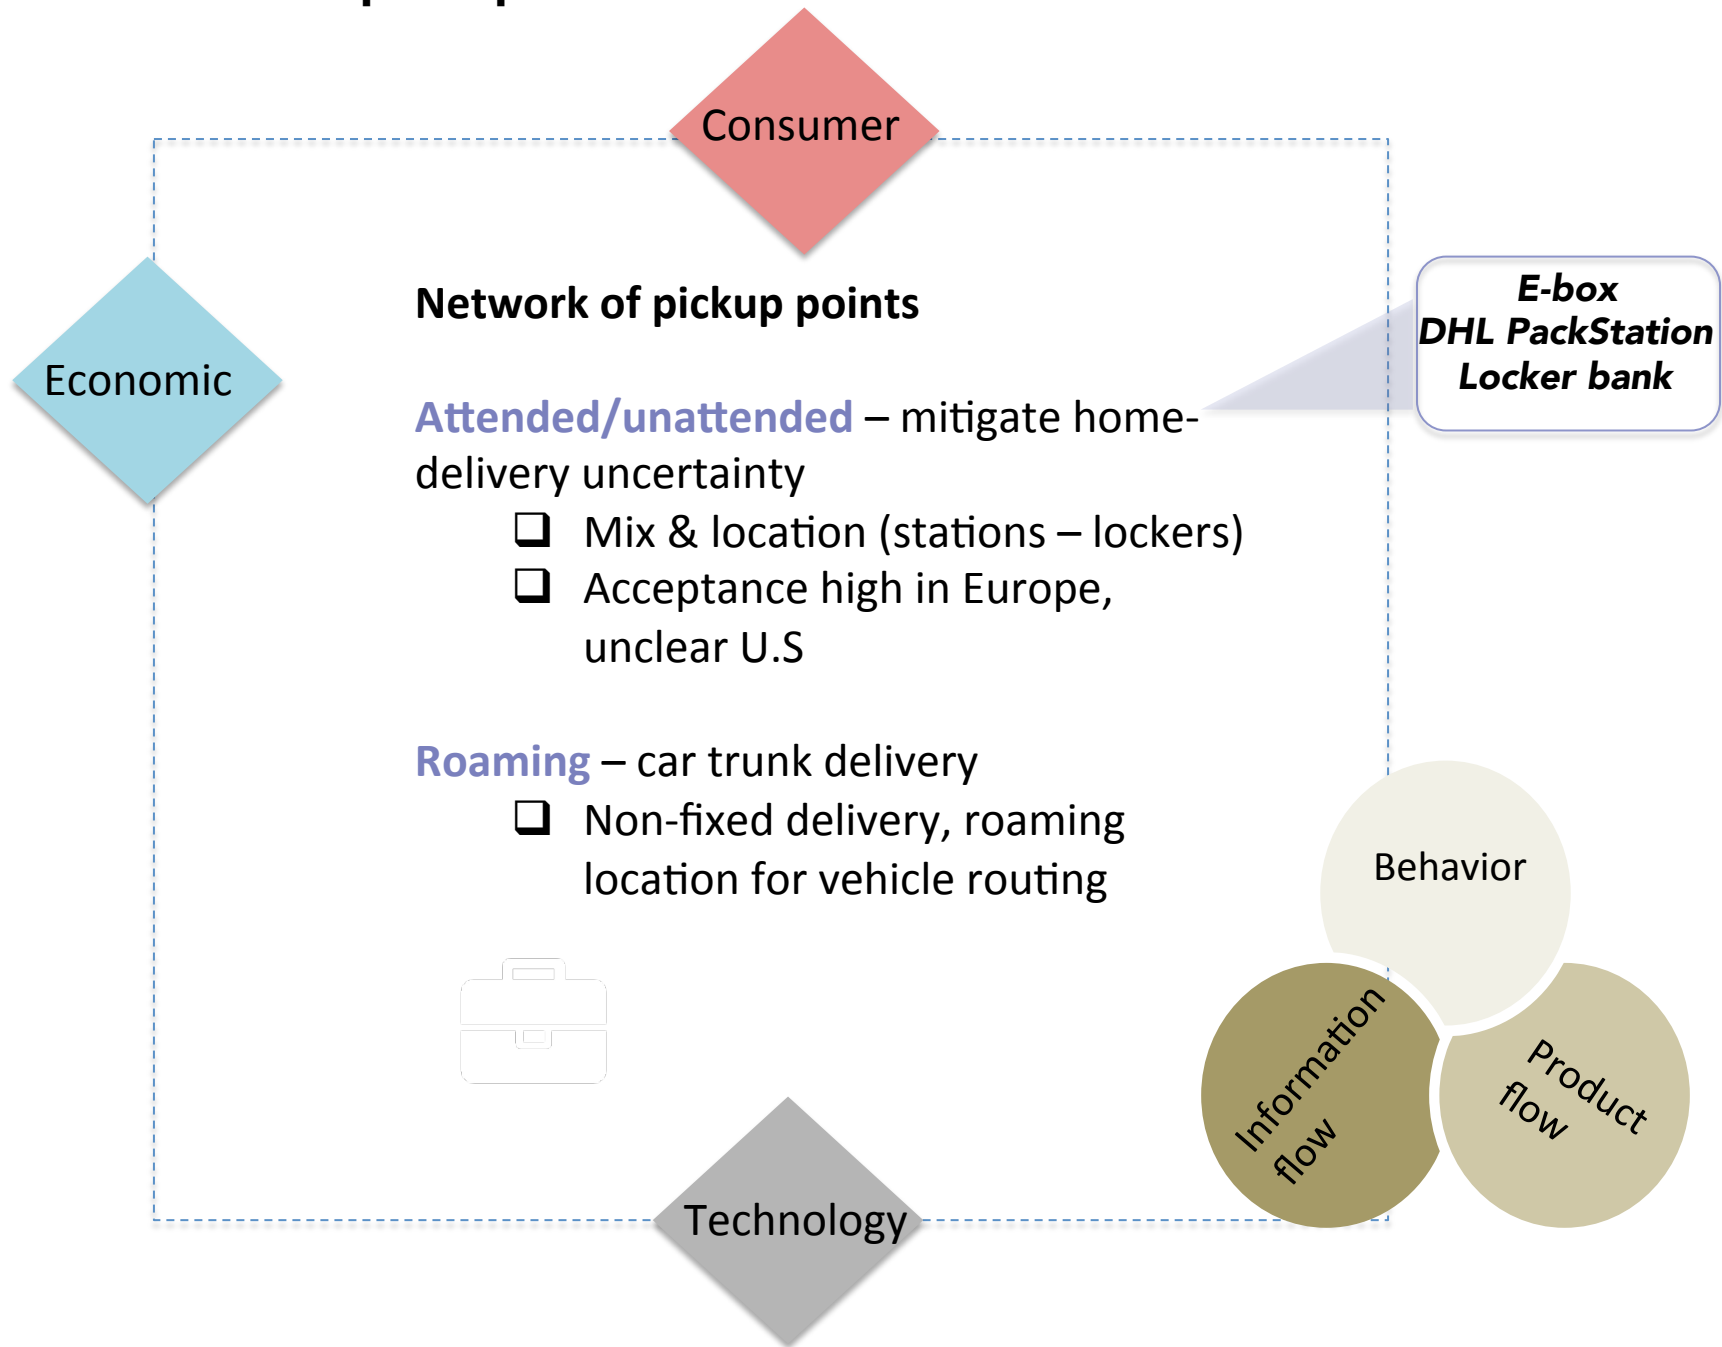 Consumer
Economic
Network of pickup points
E-box
DHL PackStation
Locker bank
Attended/unattended – mitigate home-
delivery uncertainty
❑ Mix & location (stations – lockers)
❑ Acceptance high in Europe,
unclear U.S
Roaming – car trunk delivery
❑ Non-fixed delivery, roaming
location for vehicle routing
Behavior
Information
flow
Product
flow
Technology